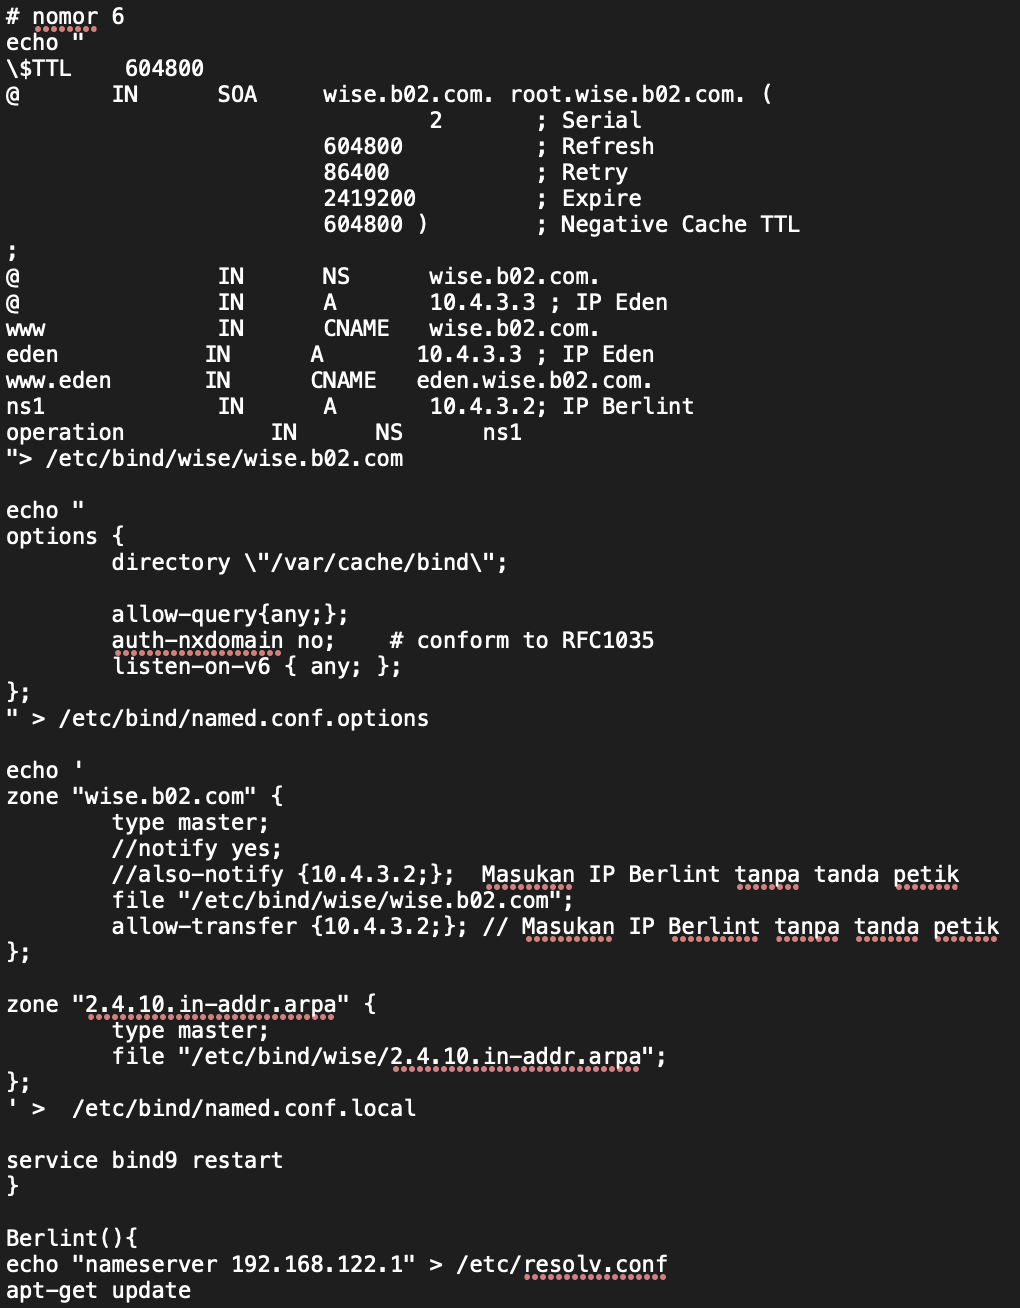 # nomor 6
echo "
\$TTL    604800
@       IN      SOA     wise.b02.com. root.wise.b02.com. (
                                2       ; Serial
                        604800          ; Refresh
                        86400           ; Retry
                        2419200         ; Expire
                        604800 )        ; Negative Cache TTL
;
@               IN      NS      wise.b02.com.
@               IN      A       10.4.3.3 ; IP Eden
www             IN      CNAME   wise.b02.com.
eden           IN      A       10.4.3.3 ; IP Eden
www.eden       IN      CNAME   eden.wise.b02.com.
ns1             IN      A       10.4.3.2; IP Berlint
operation           IN      NS      ns1
"> /etc/bind/wise/wise.b02.com

echo "
options {
        directory \"/var/cache/bind\";

        allow-query{any;};
        auth-nxdomain no;    # conform to RFC1035
        listen-on-v6 { any; };
};
" > /etc/bind/named.conf.options

echo '
zone "wise.b02.com" {
        type master;
        //notify yes;
        //also-notify {10.4.3.2;};  Masukan IP Berlint tanpa tanda petik
        file "/etc/bind/wise/wise.b02.com";
        allow-transfer {10.4.3.2;}; // Masukan IP Berlint tanpa tanda petik
};

zone "2.4.10.in-addr.arpa" {
        type master;
        file "/etc/bind/wise/2.4.10.in-addr.arpa";
};
' >  /etc/bind/named.conf.local

service bind9 restart
}

Berlint(){
echo "nameserver 192.168.122.1" > /etc/resolv.conf
apt-get update